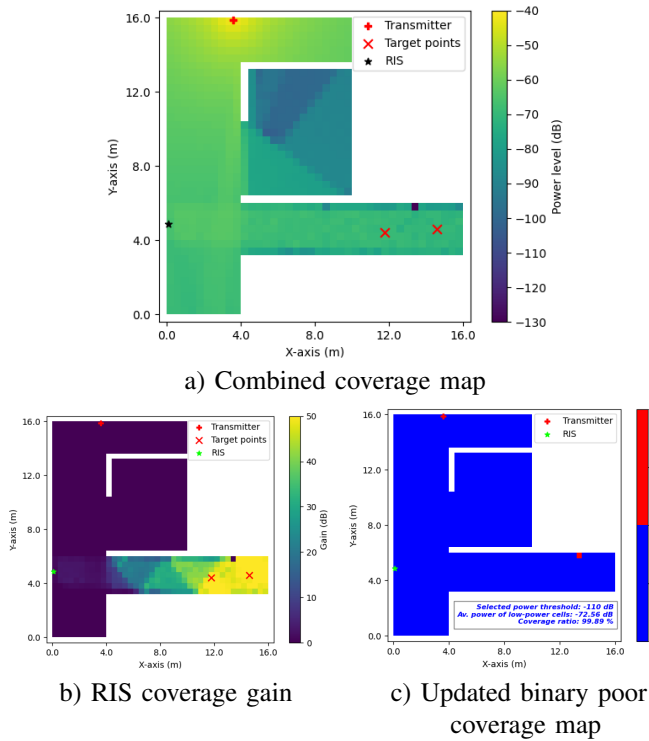 16.0
12.0
8.0
4.0
0.0
Y-axis (m)
0.0 4.0 8.0 12.0 16.0
X-axis (m)
Transmitter
Target points
RIS
−40
−50
−60
−70
−80
−90
−100
−110
−120
−130
Power level (dB)
a) Combined coverage map
16.0
12.0
8.0
4.0
0.0
Y-axis (m)
0.0 4.0 8.0 12.0 16.0
X-axis (m)
Transmitter
Target points
RIS
50
40
30
20
10
0
Gain (dB)
b) RIS coverage gain
16.0
12.0
8.0
4.0
0.0
Y-axis (m)
0.0 4.0 8.0 12.0 16.0
X-axis (m)
Transmitter
RIS
Selected power threshold: -110 dB
Av. power of low-power cells: -72.56 dB
Coverage ratio: 99.89 %
c) Updated binary poor
coverage map